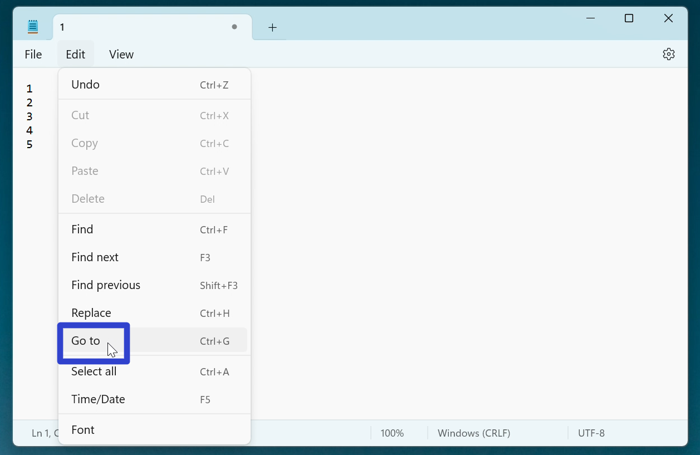 1
File Edit View
Undo Ctrl+Z
Cut Ctrl+X
1
Copy Ctrl+C
2
Paste Ctrl+V
3
Delete Del
4
5
Find Ctrl+F
Find next F3
Find previous Shift+F3
Replace Ctrl+H
Go to Ctrl+G
Select all Ctrl+A
Time/Date F5
Font
Ln 1, C 100% Windows (CRLF) UTF-8